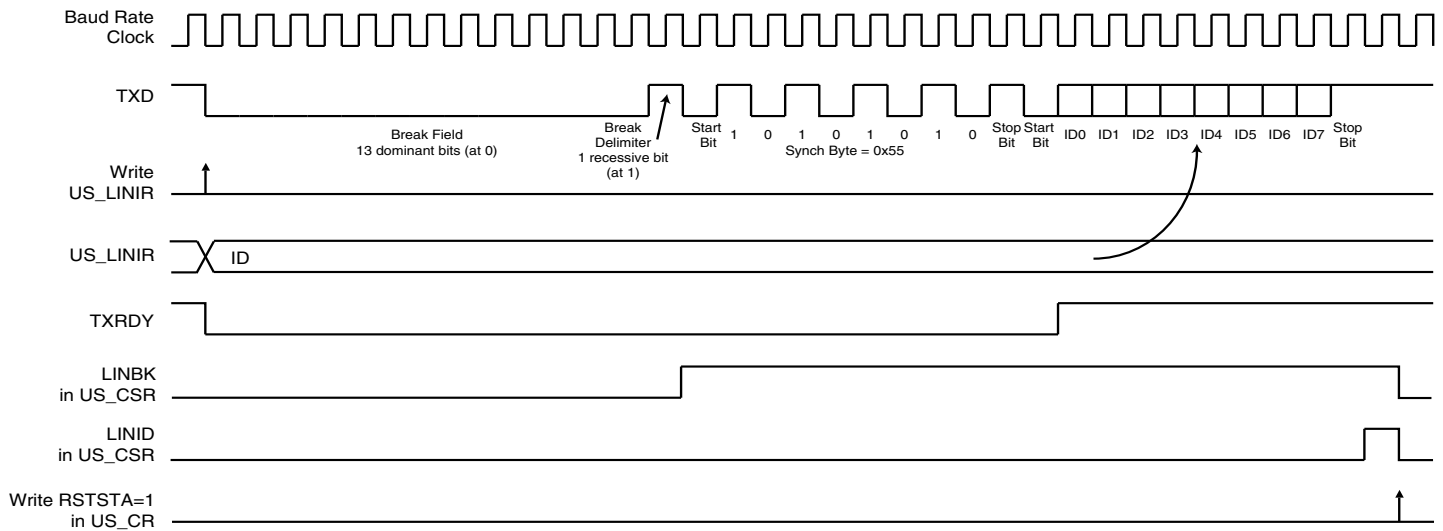 Baud Rate
Clock
TXD
Break Field
13 dominant bits (at 0)
Break
Delimiter
1 recessive bit
(at 1)
Start
Bit
1 0 1 0 1 0 1 0
Synch Byte = 0x55
Stop
Bit
Start
Bit
ID0 ID1 ID2 ID3 ID4 ID5 ID6 ID7
Stop
Bit
Write
US_LINIR
US_LINIR
ID
TXRDY
LINBK
in US_CSR
LINID
in US_CSR
Write RSTSTA=1
in US_CR